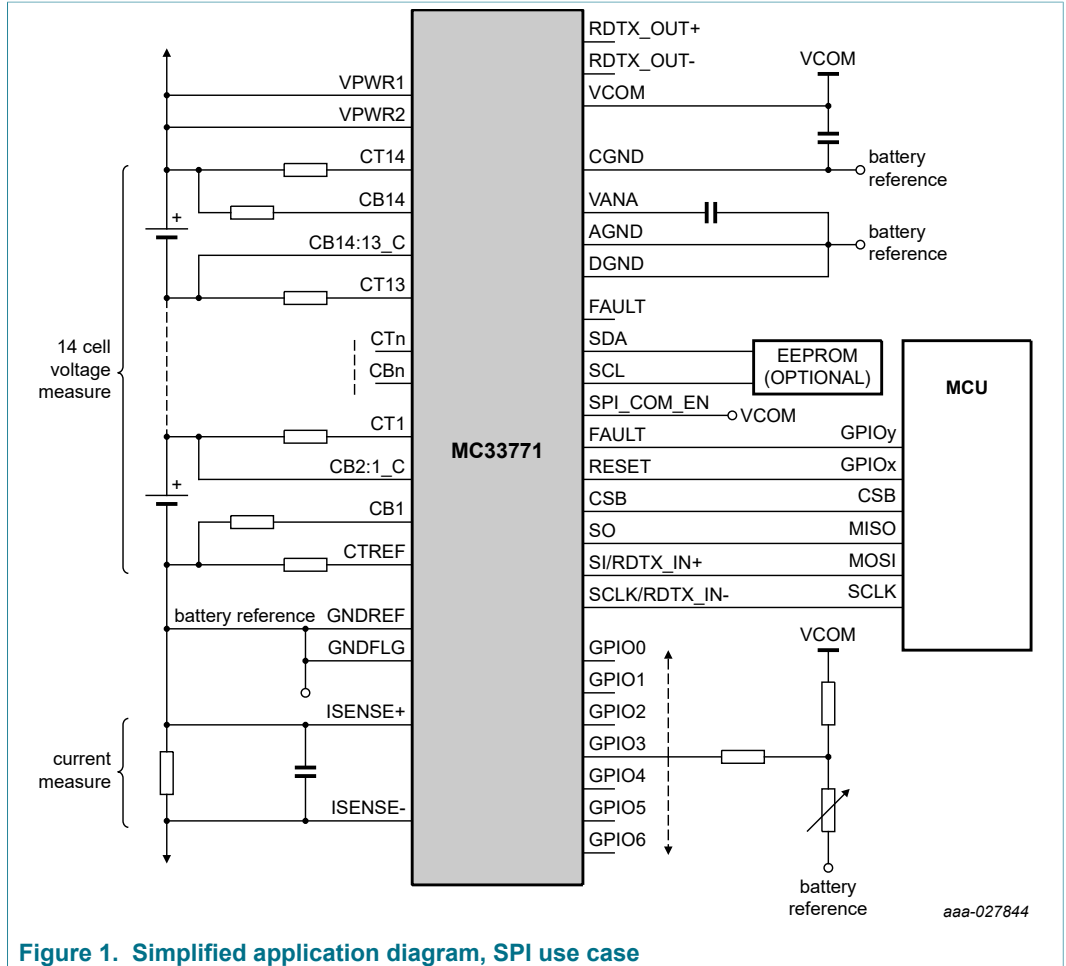 RDTX_OUT+
RDTX_OUT-
VCOM
VCOM
CGND
battery
reference
VANA
AGND
DGND
battery
reference
FAULT
SDA
SCL
EEPROM
(OPTIONAL)
SPI_COM_EN
VCOM
FAULT
RESET
CSB
SO
SI/RDTX_IN+
SCLK/RDTX_IN-
GPIOy
GPIOx
CSB
MISO
MOSI
SCLK
MCU
VPWR1
VPWR2
CT14
CB14
CB14:13_C
CT13
CTn
CBn
CT1
CB2:1_C
CB1
CTREF
+
+
14 cell
voltage
measure
MC33771
battery reference
GNDREF
GNDFLG
ISENSE+
ISENSE-
current
measure
GPIO0
GPIO1
GPIO2
GPIO3
GPIO4
GPIO5
GPIO6
VCOM
battery
reference
aaa-027844
Figure 1. Simplified application diagram, SPI use case